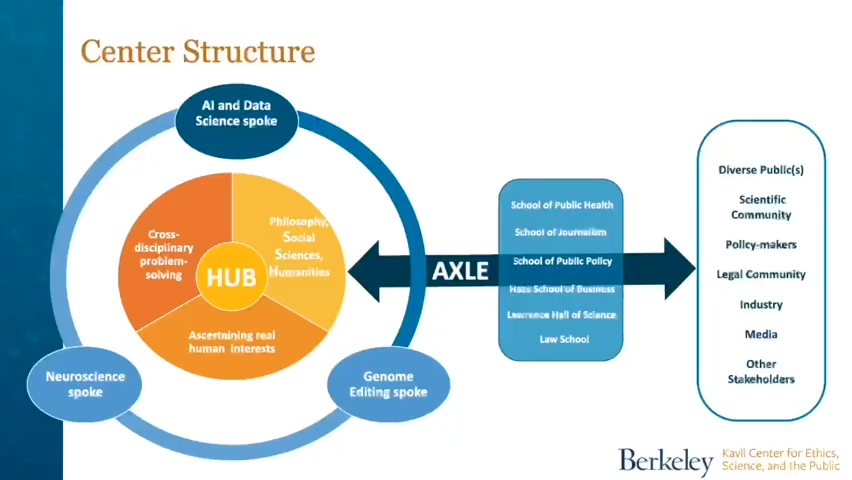 Center Structure
AI and Data
Science spoke
Cross-
disciplinary
problem-
solving
Philosophy,
Social
Sciences,
Humanities
HUB
Ascertnining real
human interests
Neuroscience
spoke
Genome
Editing spoke
AXLE
School of Public Health
School of Journalism
School of Public Policy
Haas School of Business
Lawrence Hall of Science
Law School
Diverse Public(s)
Scientific
Community
Policy-makers
Legal Community
Industry
Media
Other
Stakeholders
Berkeley
Kavli Center for Ethics,
Science, and the Public